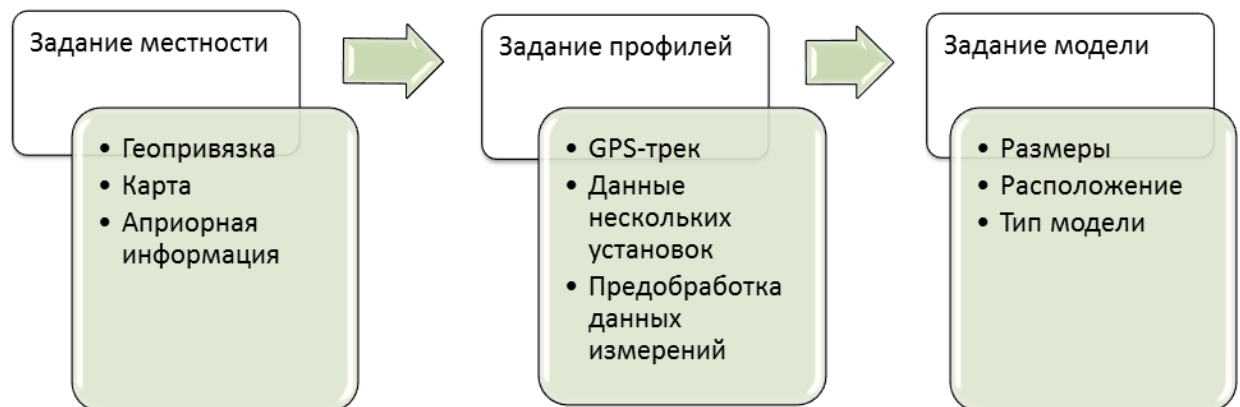 Задание местности
• Геопривязка
• Карта
• Априорная
информация
Задание профилей
• GPS-трек
• Данные
нескольких
установок
• Предобработка
данных
измерений
Задание модели
• Размеры
• Расположение
• Тип модели